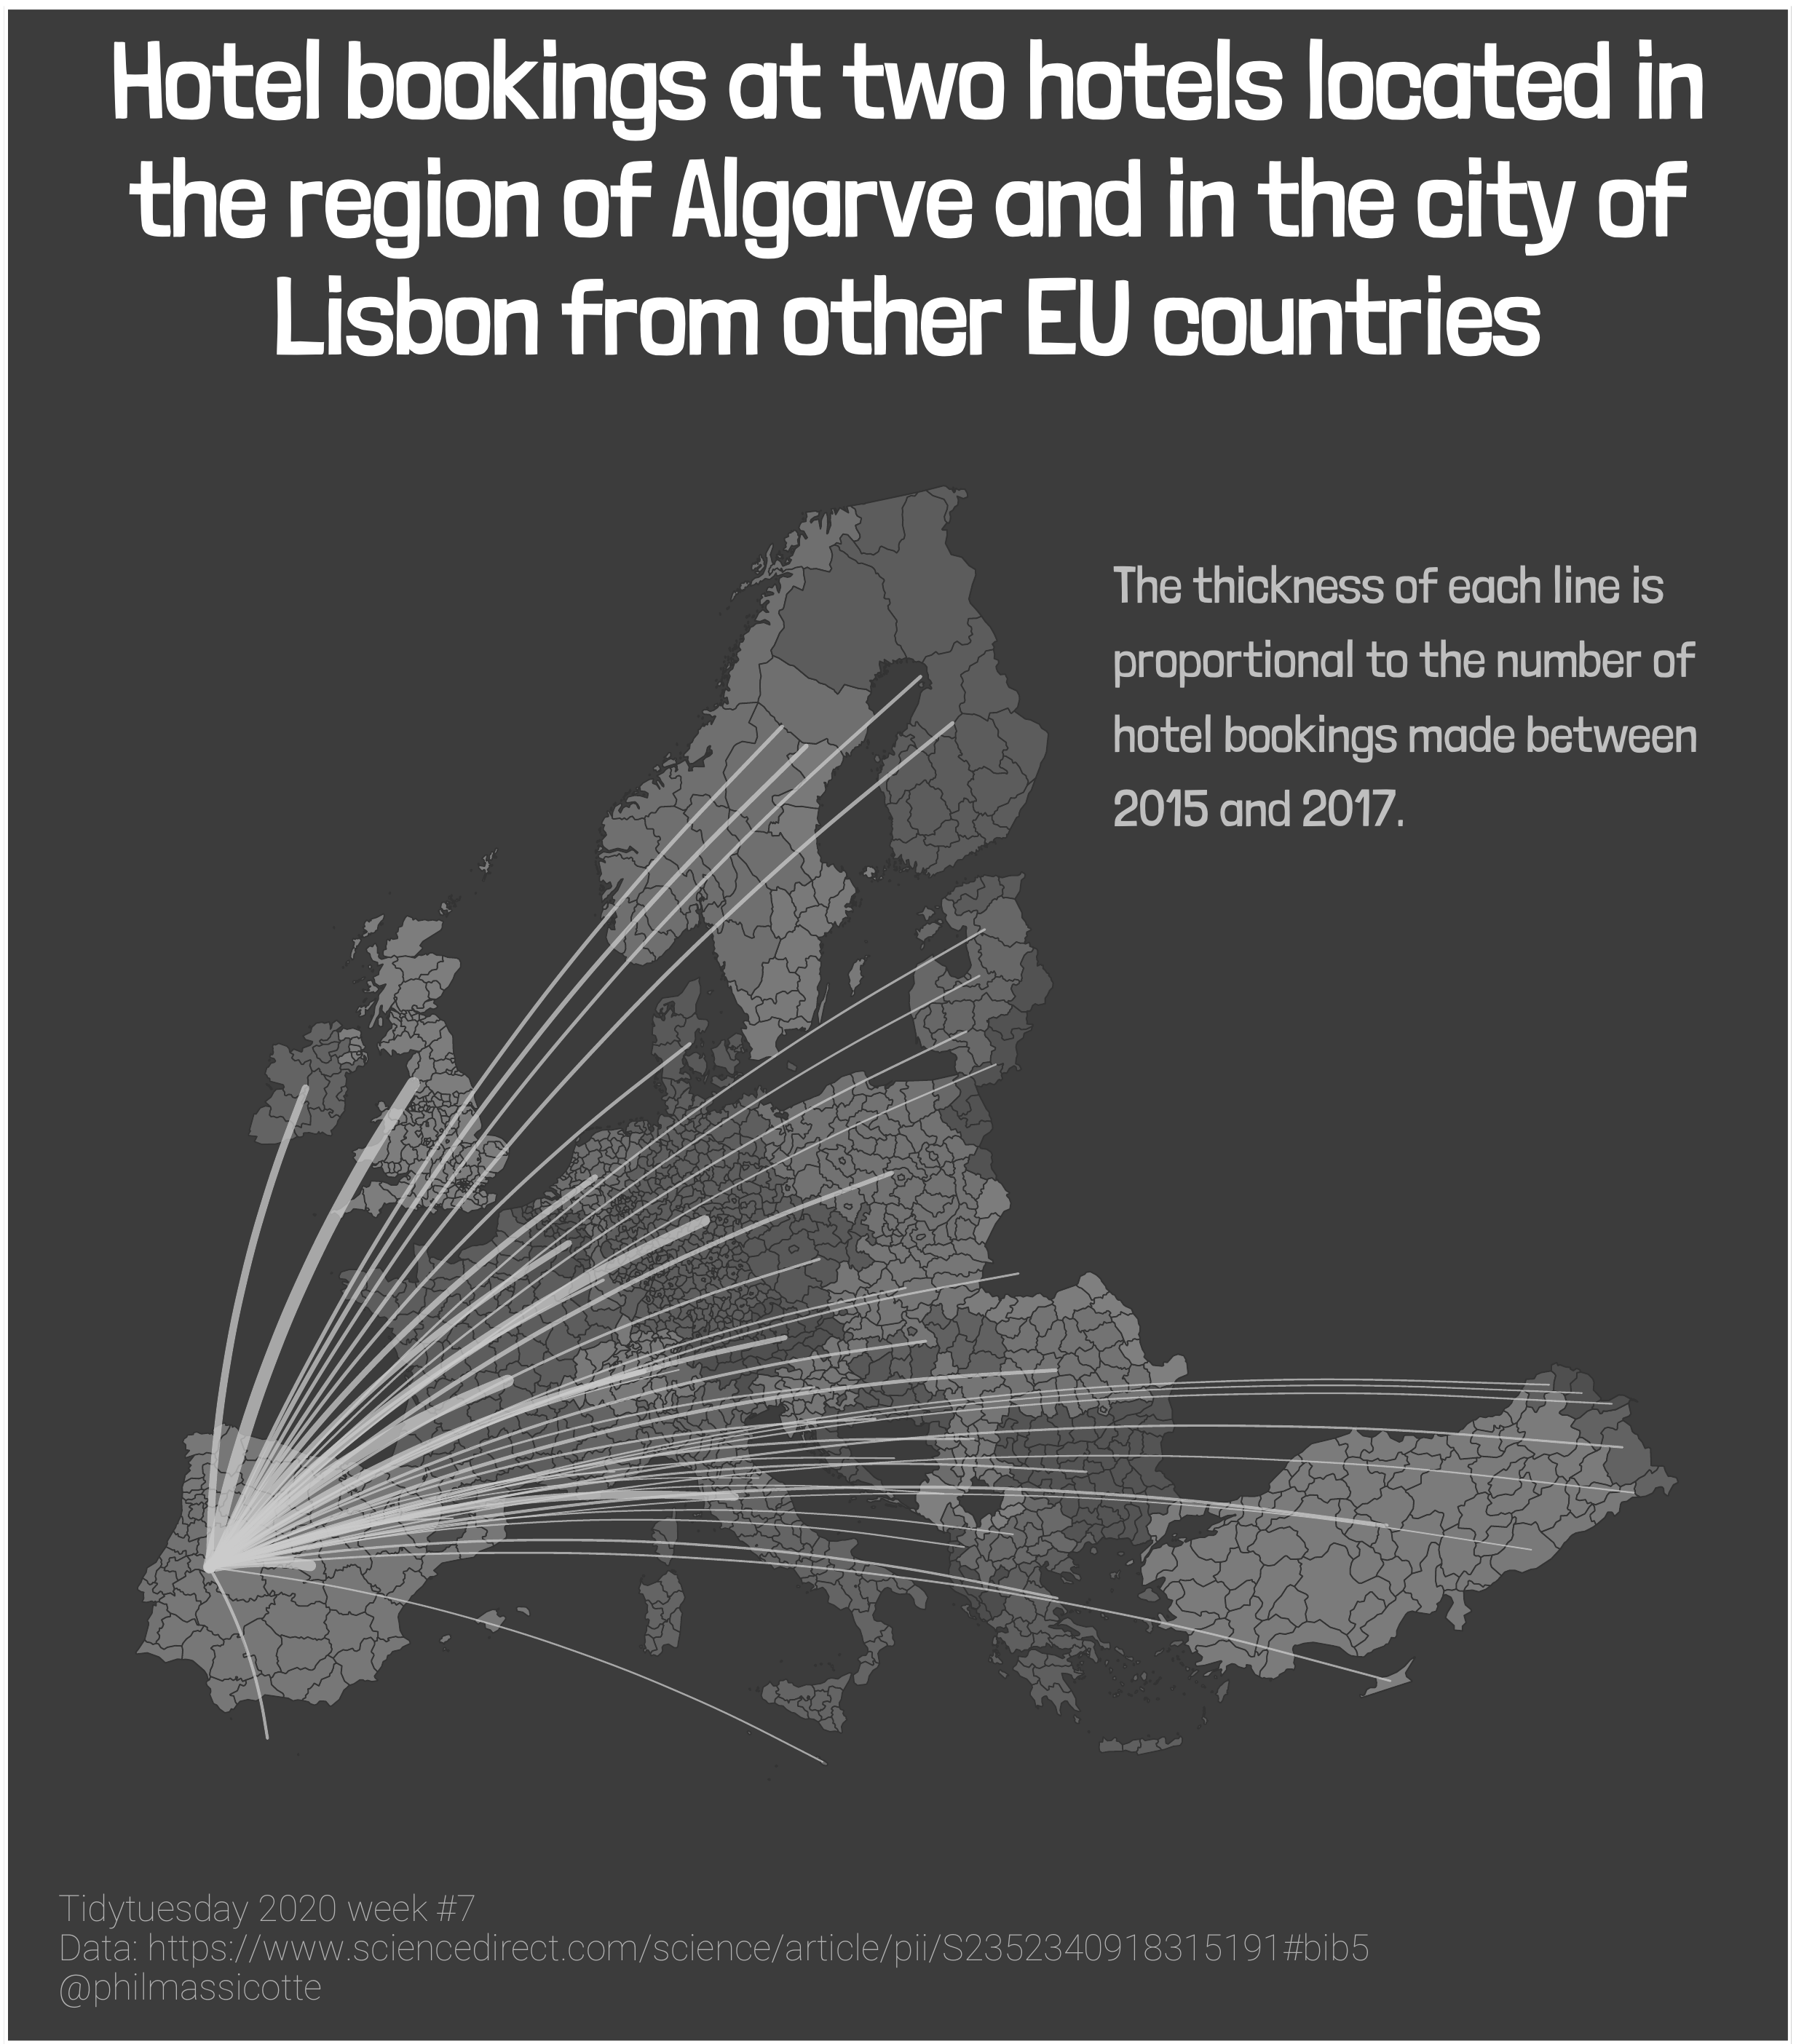 Hotel bookings at two hotels located in
the region of Algarve and in the city of
Lisbon from other EU countries
The thickness of each line is
proportional to the number of
hotel bookings made between
2015 and 2017.
Tidytuesday 2020 week #7
Data: https://www.sciencedirect.com/science/article/pii/S2352340918315191#bib5
@philmassicotte